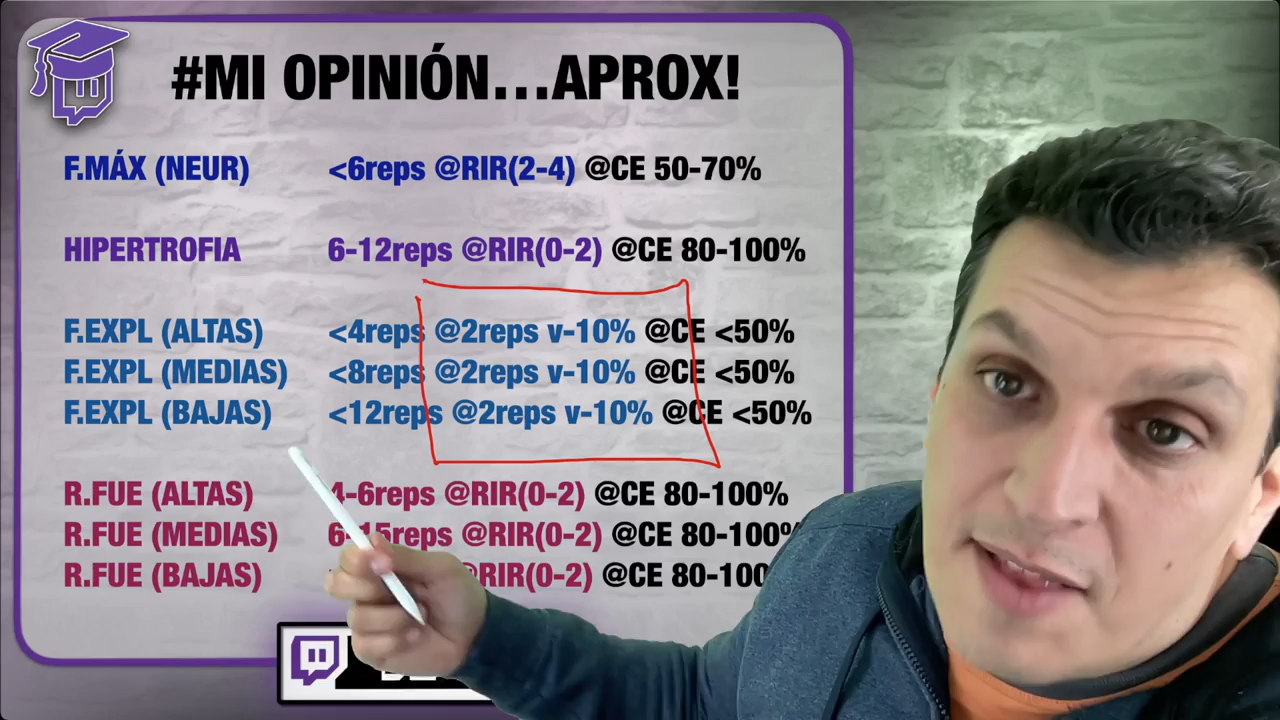 #MI OPINIÓN...APROX!
F.MÁX (NEUR) <6reps @RIR(2-4) @CE 50-70%
HIPERTROFIA 6-12reps @RIR(0-2) @CE 80-100%
F.EXPL (ALTAS) <4reps @2reps v-10% @CE <50%
F.EXPL (MEDIAS) <8reps @2reps v-10% @CE <50%
F.EXPL (BAJAS) <12reps @2reps v-10% @CE <50%
R.FUE (ALTAS) 4-6reps @RIR(0-2) @CE 80-100%
R.FUE (MEDIAS) 6-15reps @RIR(0-2) @CE 80-100%
R.FUE (BAJAS) @RIR(0-2) @CE 80-100